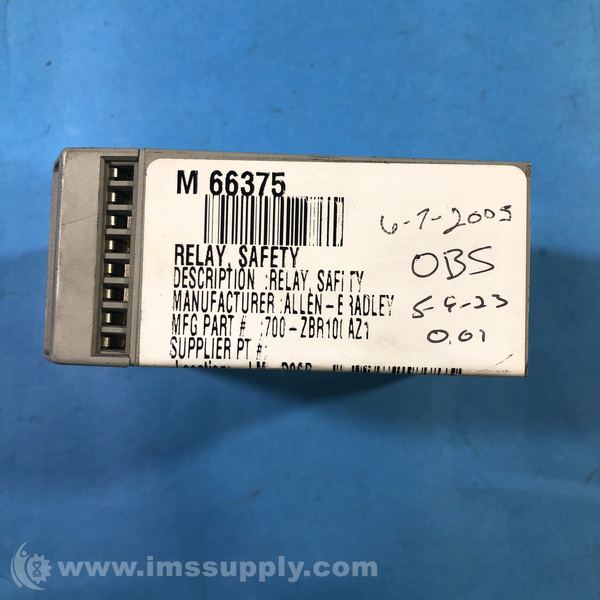 M 66375
6-7-2005
RELAY, SAFETY
OBS
DESCRIPTION :RELAY, SAFETY
MANUFACTURER :ALLEN-BRADLEY
5-9-23
MFG PART # :700-ZBR100AZ1
0.01
SUPPLIER PT #:
www.imssupply.com